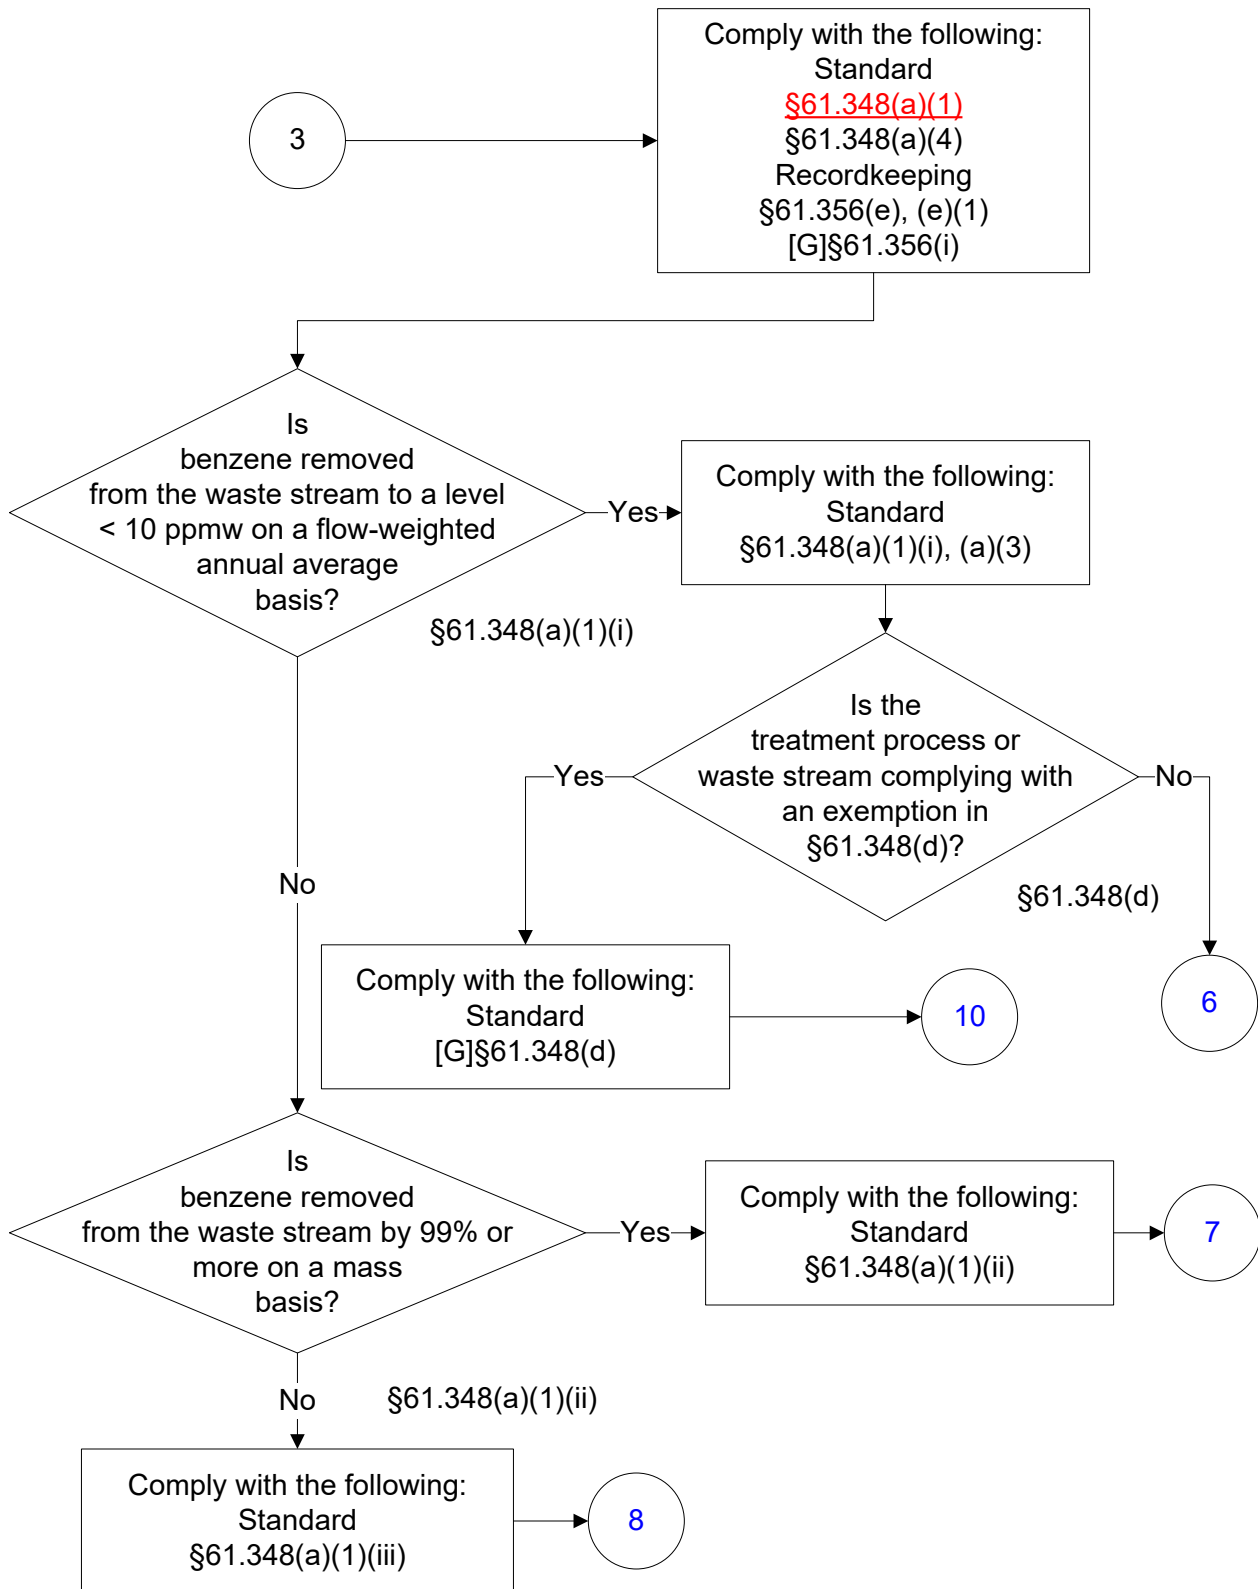 3
Comply with the following:
Standard
§61.348(a)(1)
§61.348(a)(4)
Recordkeeping
§61.356(e), (e)(1)
[G]§61.356(i)
Is
benzene removed
from the waste stream to a level
< 10 ppmw on a flow-weighted
annual average
basis?
Yes
§61.348(a)(1)(i)
Comply with the following:
Standard
§61.348(a)(1)(i), (a)(3)
Is the
treatment process or
waste stream complying with
an exemption in
§61.348(d)?
Yes
No
§61.348(d)
No
Comply with the following:
Standard
[G]§61.348(d)
10
6
Is
benzene removed
from the waste stream by 99% or
more on a mass
basis?
Yes
Comply with the following:
Standard
§61.348(a)(1)(ii)
7
No
§61.348(a)(1)(ii)
Comply with the following:
Standard
§61.348(a)(1)(iii)
8